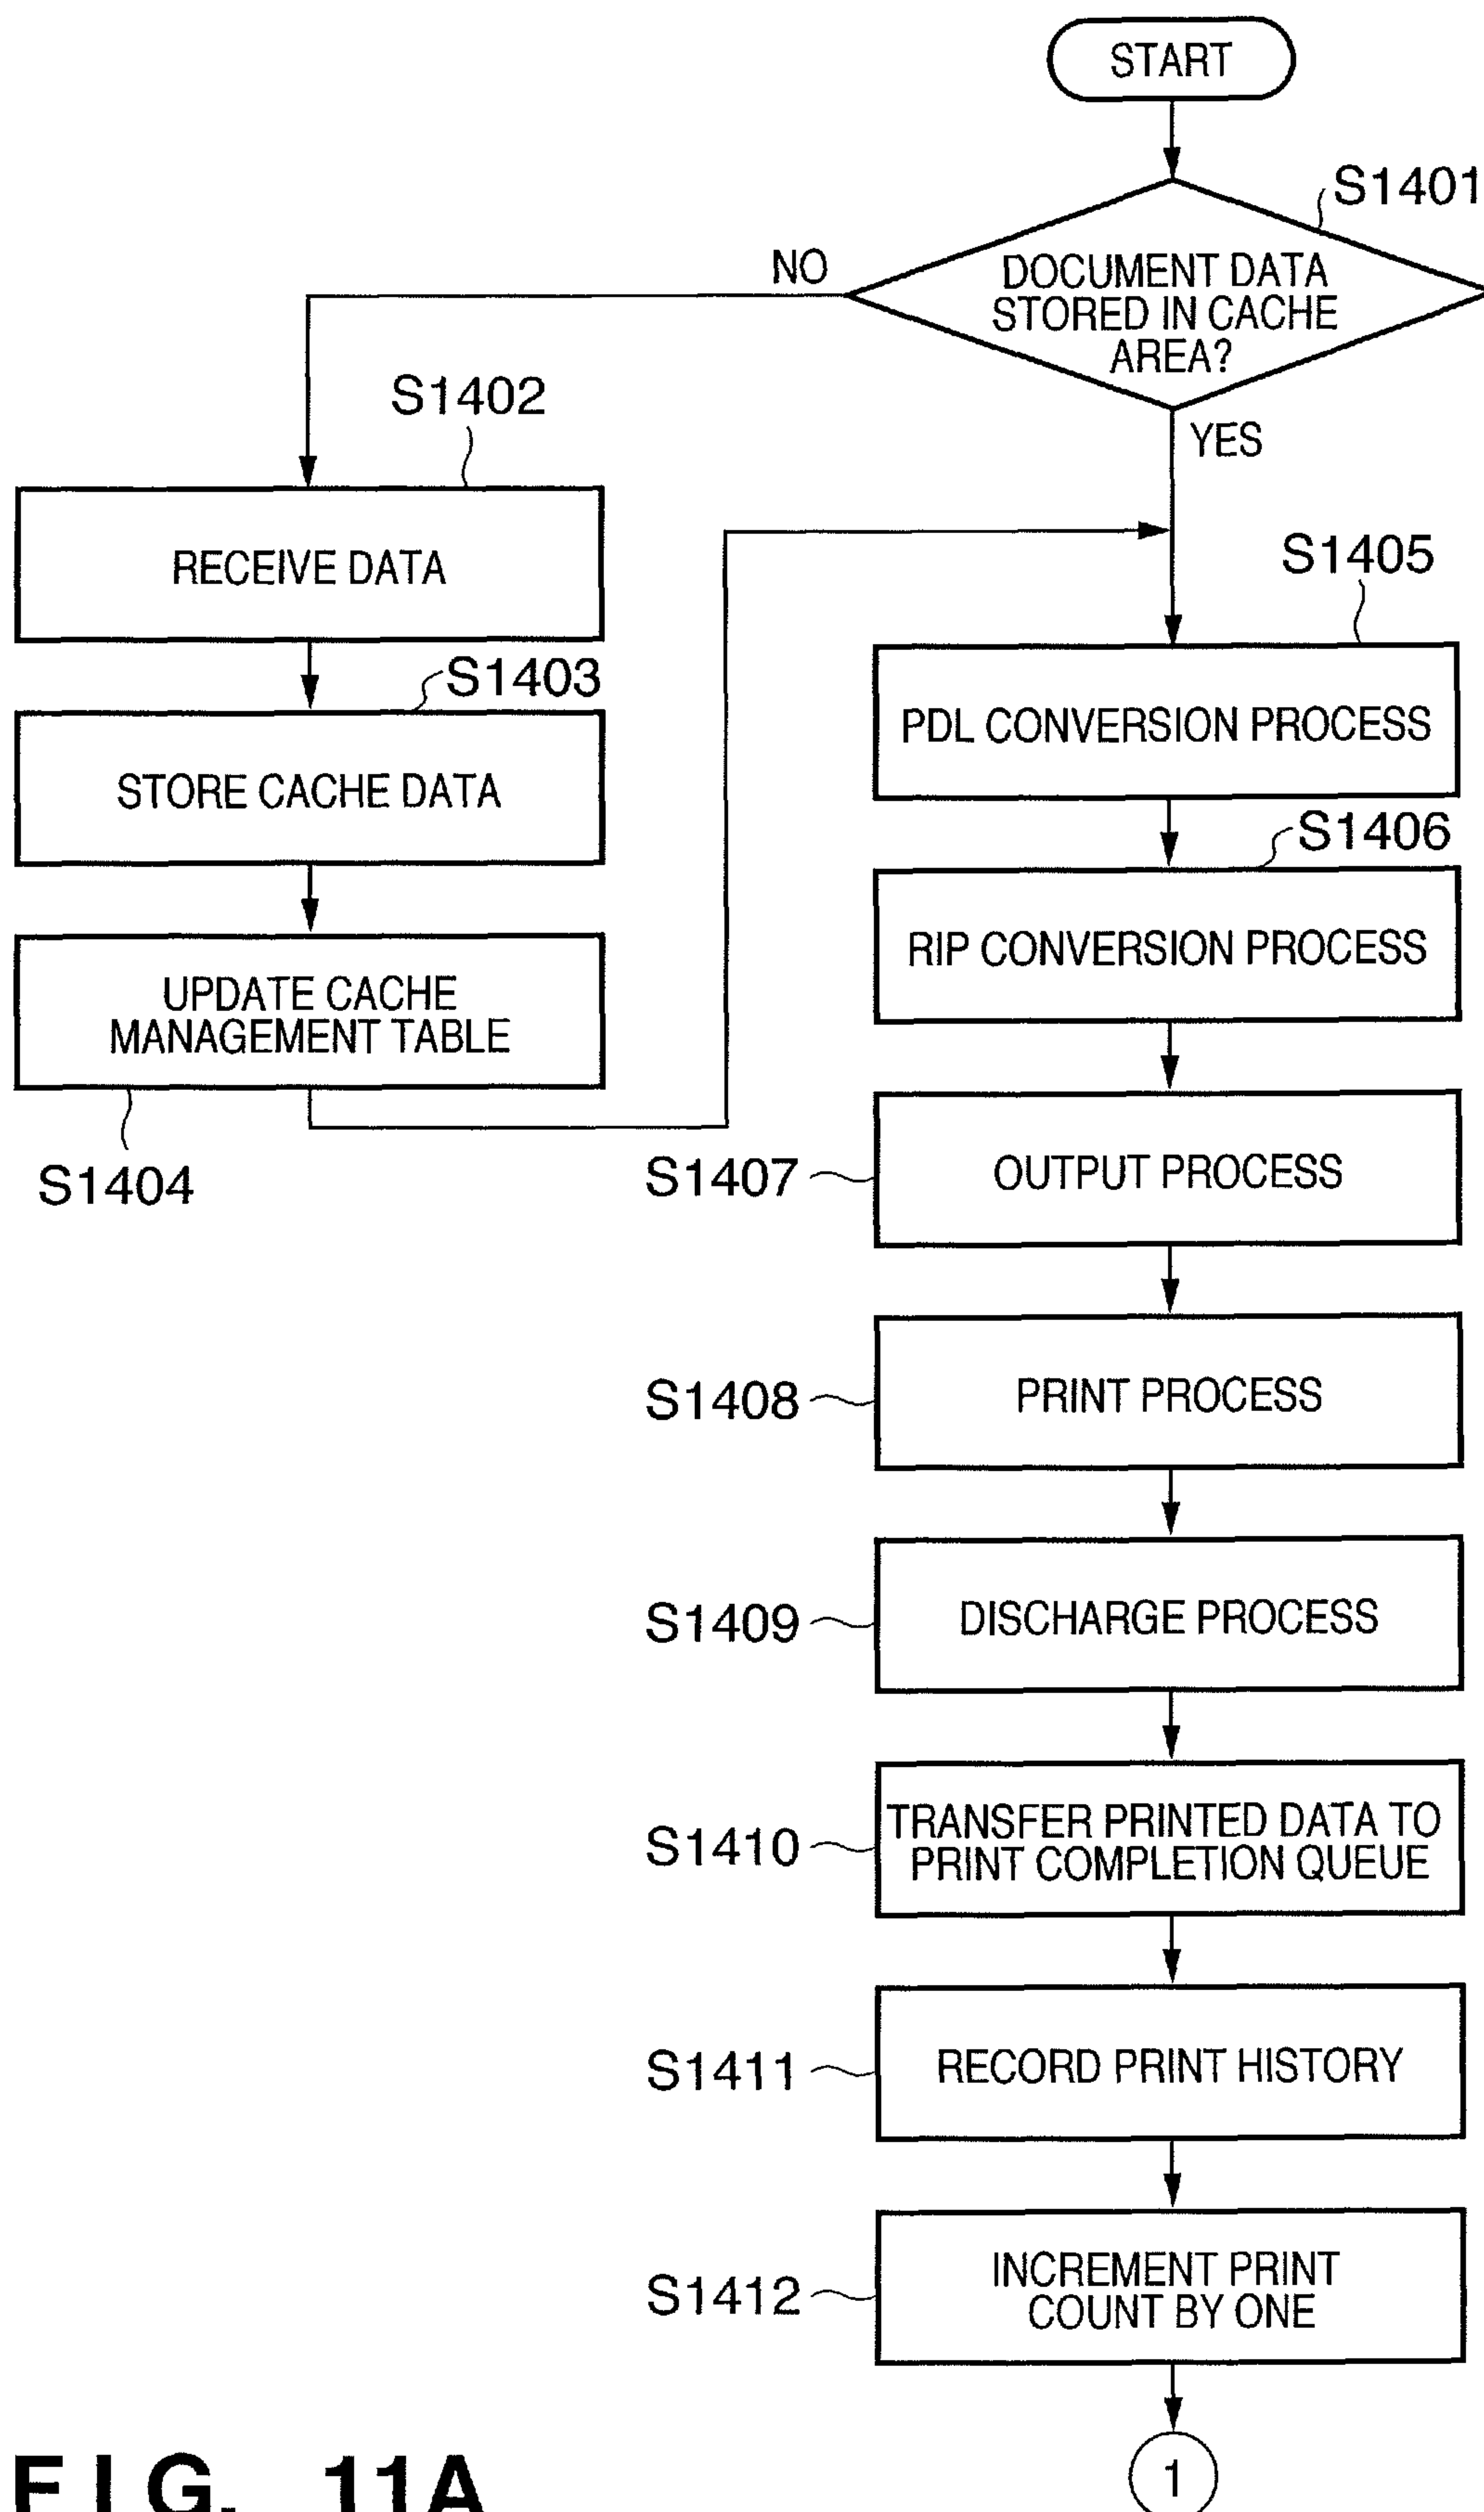 START
S1401
DOCUMENT DATA
STORED IN CACHE
AREA?
NO
YES
S1402
RECEIVE DATA
S1403
STORE CACHE DATA
UPDATE CACHE
MANAGEMENT TABLE
S1404
S1405
PDL CONVERSION PROCESS
S1406
RIP CONVERSION PROCESS
S1407
OUTPUT PROCESS
S1408
PRINT PROCESS
S1409
DISCHARGE PROCESS
S1410
TRANSFER PRINTED DATA TO
PRINT COMPLETION QUEUE
S1411
RECORD PRINT HISTORY
S1412
INCREMENT PRINT
COUNT BY ONE
1
FIG. 11A